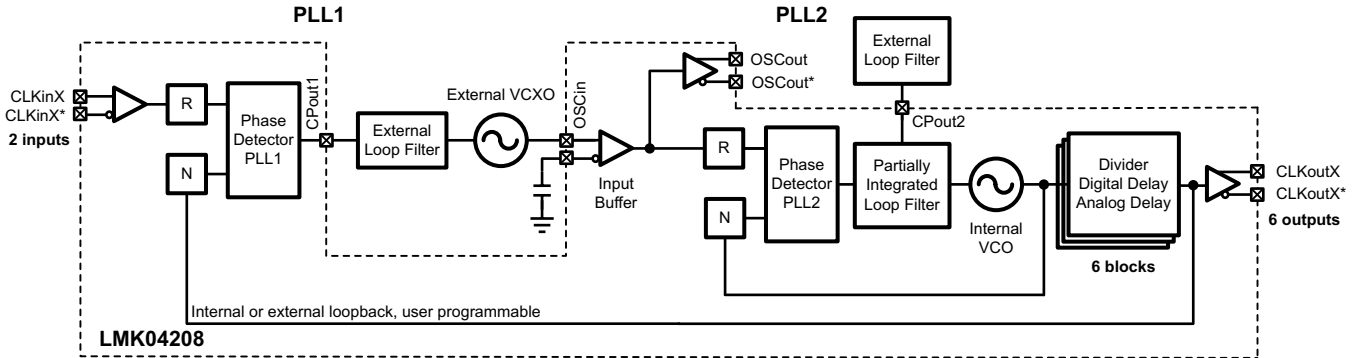 PLL1
PLL2
CLKinX
CLKinX*
2 inputs
R
N
Phase
Detector
PLL1
CPout1
External
Loop Filter
External VCXO
OSCin
Input
Buffer
OSCout
OSCout*
External
Loop Filter
CPout2
R
N
Phase
Detector
PLL2
Partially
Integrated
Loop Filter
Internal
VCO
Divider
Digital Delay
Analog Delay
6 blocks
CLKoutX
CLKoutX*
6 outputs
Internal or external loopback, user programmable
LMK04208